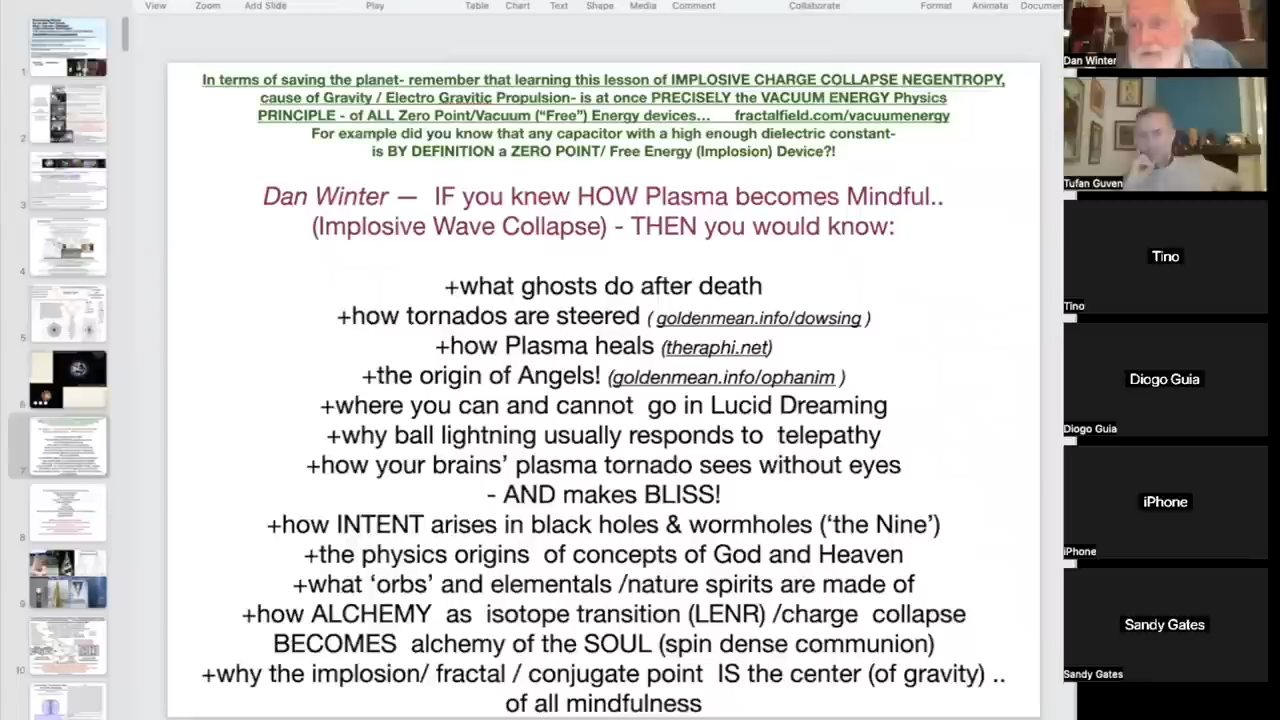 View Zoom Add Slide Play Table Chart Text Shape Media Comment Collaborate Format Animate Documen
In terms of saving the planet- remember that learning this lesson of IMPLOSIVE CHARGE COLLAPSE NEGENTROPY,
cause of Gravity / Electro Gravitic Propulsion- is at once PRECISELY the VACUUM ENERGY Physics
PRINCIPLE - of ALL Zero Point/Vacuum (“Free”) Energy devices... fractalfield.com/vacuumenergy
For example did you know that any capacitor with a high enough dielectric constant-
is BY DEFINITION a ZERO POINT/ Free Energy (Implosion) Device?!
Dan Winter — IF you knew HOW Plasma becomes Mindful..
(Implosive Wave Collapse) - THEN you would know:
+what ghosts do after death
+how tornados are steered ( goldenmean.info/dowsing )
+how Plasma heals (theraphi.net)
+the origin of Angels! (goldenmean.info/ophanim )
+where you can and cannot go in Lucid Dreaming
+why ball lightning usually responds to telepathy
+how your brains’ plasma tornado sees without eyes
- AND makes BLISS!
+how INTENT arises in black holes & wormholes (‘the Nine’)
+the physics origins of concepts of God and Heaven
+what ‘orbs’ and elementals /nature spirits are made of
+how ALCHEMY as isotope transition (LENR) /charge collapse
BECOMES alchemy of the SOUL (spin dense communion)
+why the implosion/ fractal / conjugate point IS the center (of gravity) ..
of all mindfulness
1
2
3
4
5
6
7
8
9
10
Dan Winter
Tufan Guven
Tino
Tino
Diogo Guia
Diogo Guia
iPhone
iPhone
Sandy Gates
Sandy Gates